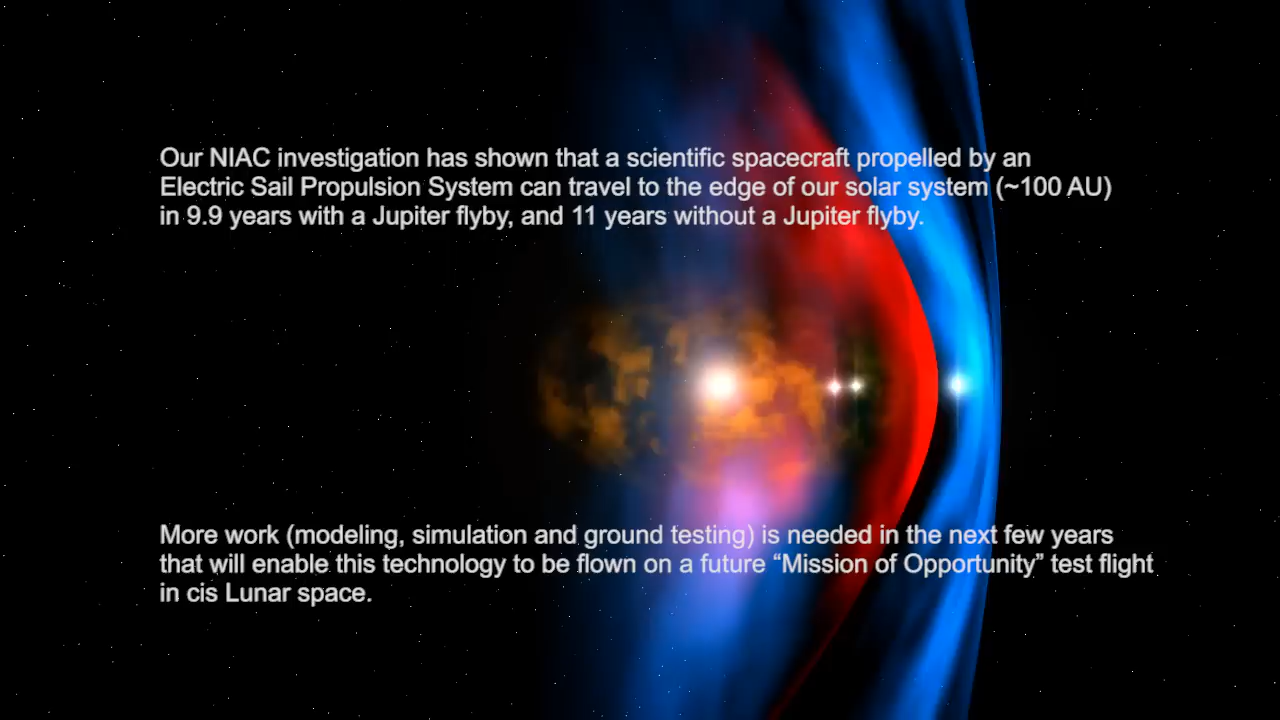 Our NIAC investigation has shown that a scientific spacecraft propelled by an
Electric Sail Propulsion System can travel to the edge of our solar system (~100 AU)
in 9.9 years with a Jupiter flyby, and 11 years without a Jupiter flyby.
More work (modeling, simulation and ground testing) is needed in the next few years
that will enable this technology to be flown on a future “Mission of Opportunity” test flight
in cis Lunar space.